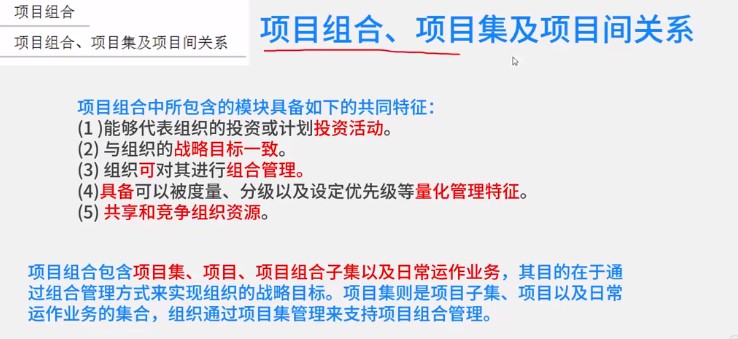 项目组合
项目组合、项目集及项目间关系
项目组合、项目集及项目间关系
项目组合中所包含的模块具备如下的共同特征：
(1 )能够代表组织的投资或计划投资活动。
(2) 与组织的战略目标一致。
(3) 组织可对其进行组合管理。
(4)具备可以被度量、分级以及设定优先级等量化管理特征。
(5) 共享和竞争组织资源。
项目组合包含项目集、项目、项目组合子集以及日常运作业务，其目的在于通
过组合管理方式来实现组织的战略目标。项目集则是项目子集、项目以及日常
运作业务的集合，组织通过项目集管理来支持项目组合管理。